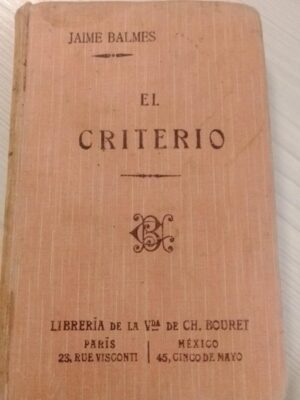 JAIME BALMES
EL
CRITERIO
LIBRERÍA DE LA Vda DE CH. BOURET
PARÍS
23, RUE VISCONTI
MÉXICO
45, CINCO DE MAYO